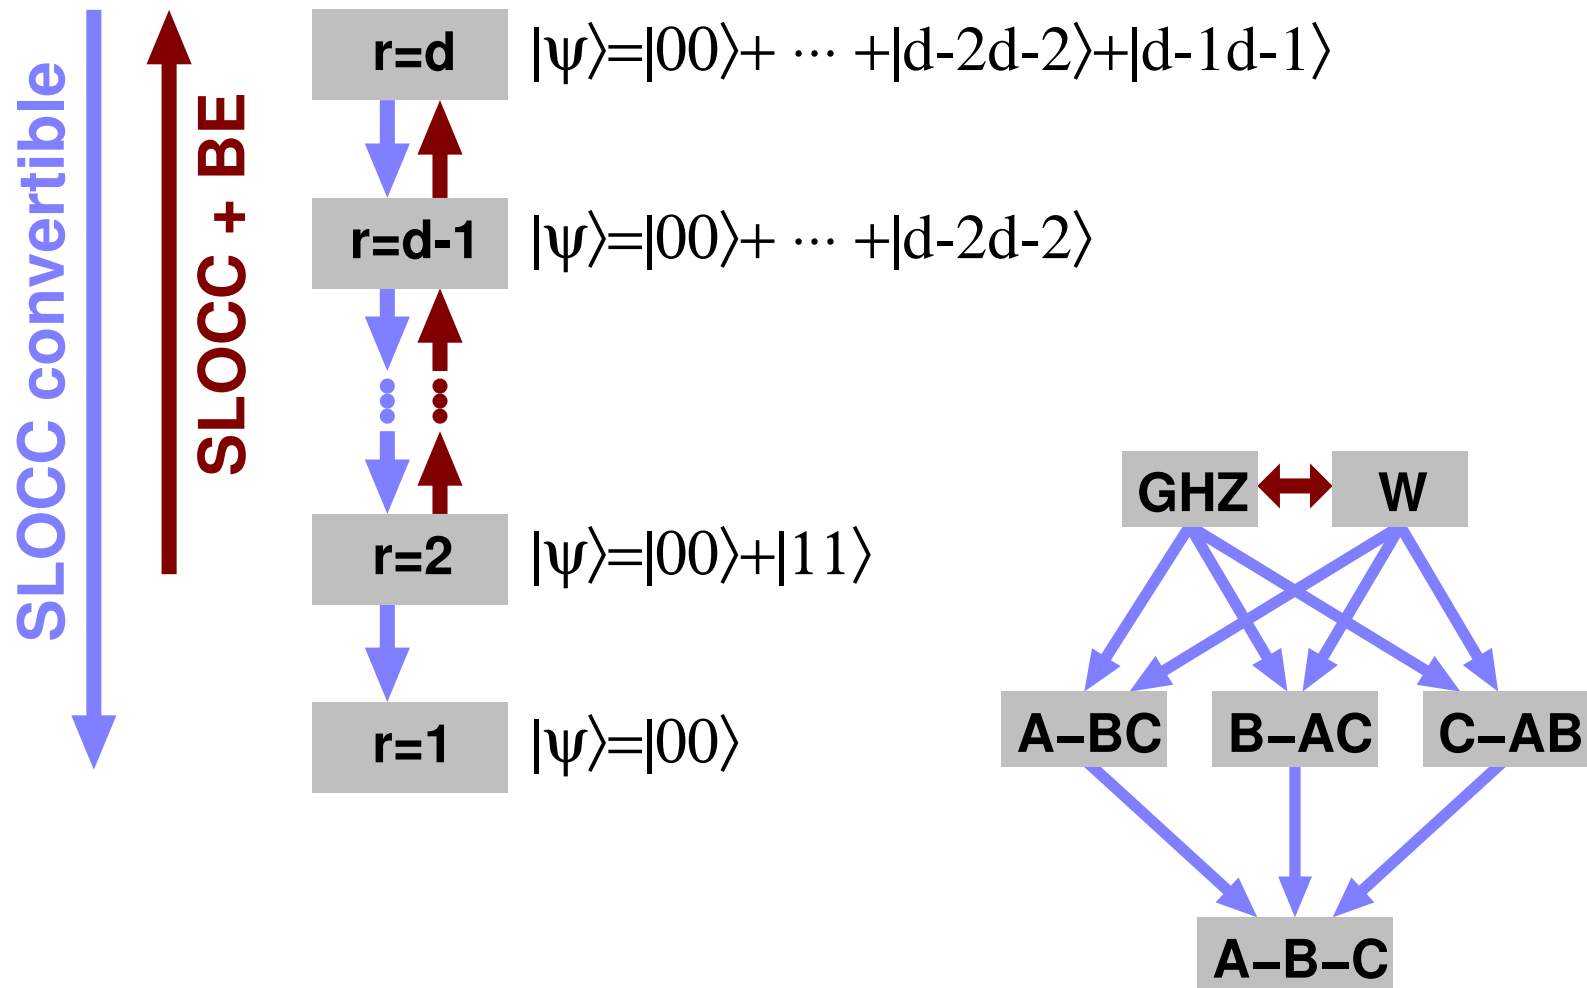 SLOCC convertible
SLOCC + BE
r=d |ψ⟩=|00⟩+ ··· +|d-2d-2⟩+|d-1d-1⟩
r=d-1 |ψ⟩=|00⟩+ ··· +|d-2d-2⟩
r=2 |ψ⟩=|00⟩+|11⟩
r=1 |ψ⟩=|00⟩
GHZ W
A–BC B–AC C–AB
A–B–C